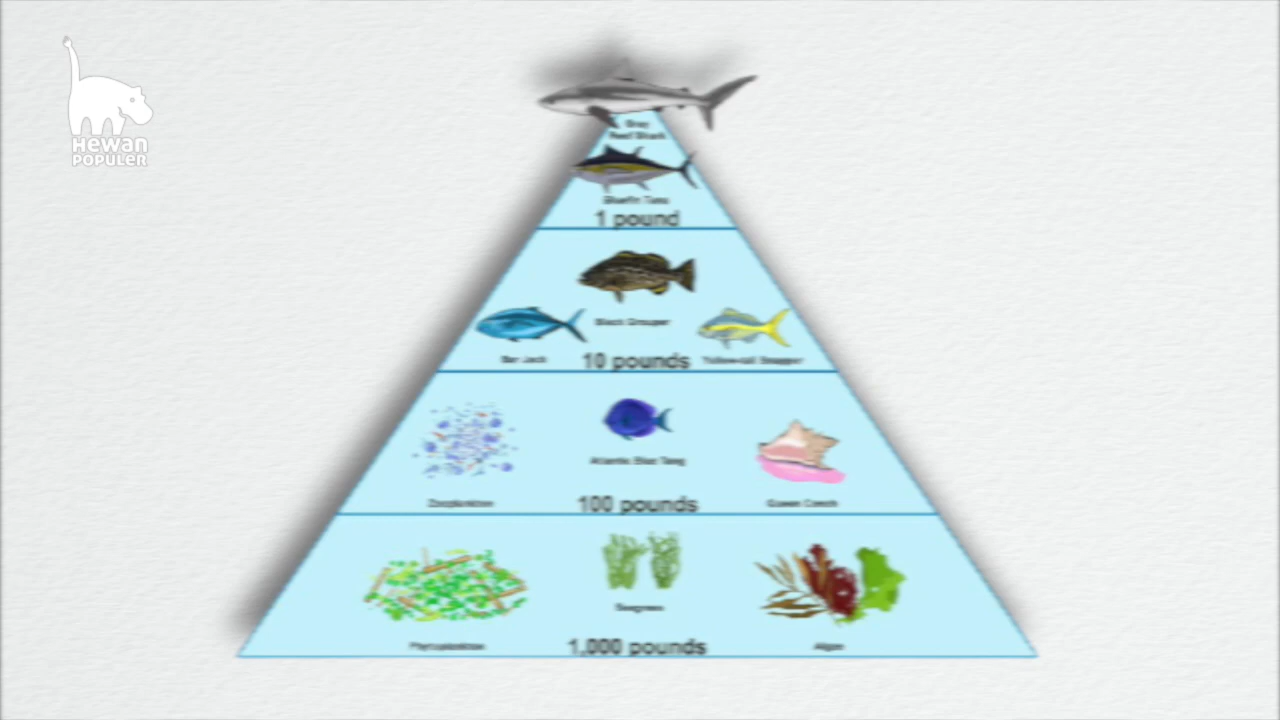 Hewan
POPULER
Gray
Reef Shark
Bluefin Tuna
1 pound
Black Grouper
Bar Jack
10 pounds
Yellow-tail Snapper
Atlantic Blue Tang
Zooplankton
100 pounds
Queen Conch
Seagrass
Phytoplankton
1,000 pounds
Algae